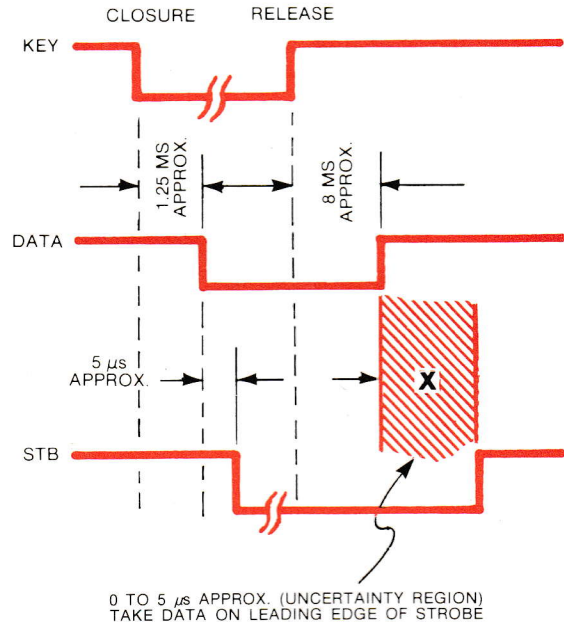 CLOSURE RELEASE
KEY
1.25 MS
APPROX.
8 MS
APPROX.
DATA
5 µs
APPROX.
X
STB
0 TO 5 µs APPROX. (UNCERTAINTY REGION)
TAKE DATA ON LEADING EDGE OF STROBE